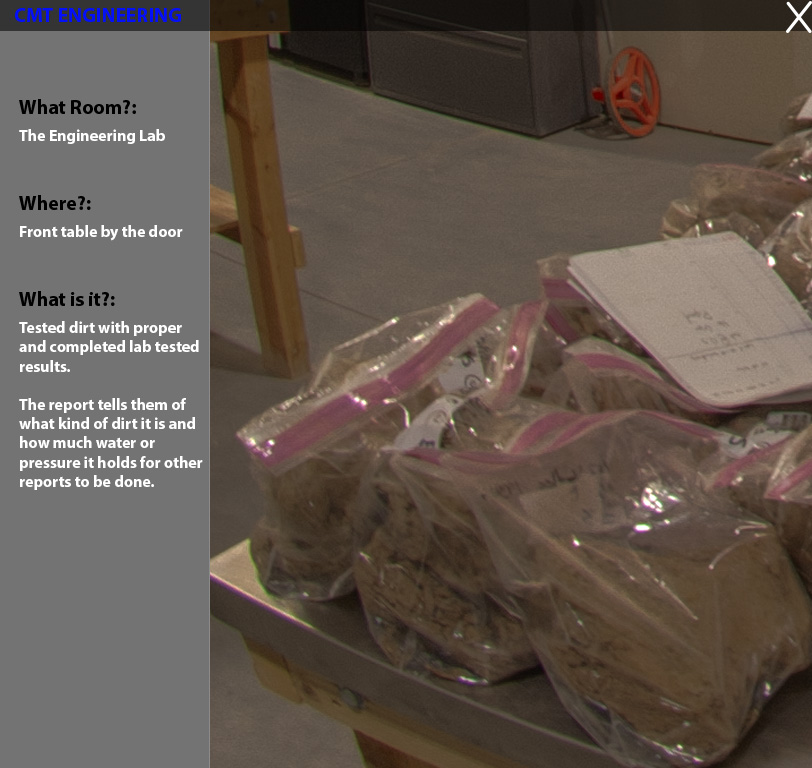 CMT ENGINEERING
X
What Room?:
The Engineering Lab
Where?:
Front table by the door
What is it?:
Tested dirt with proper
and completed lab tested
results.
The report tells them of
what kind of dirt it is and
how much water or
pressure it holds for other
reports to be done.